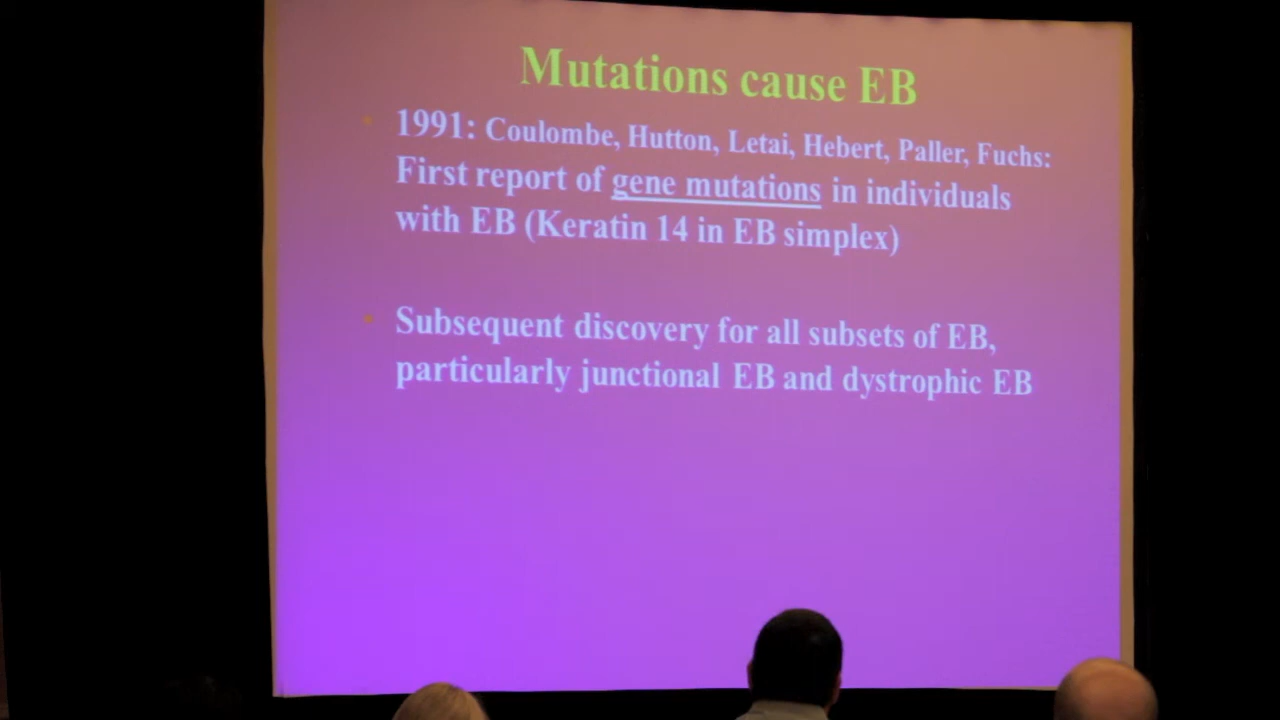 Mutations cause EB
• 1991: Coulombe, Hutton, Letai, Hebert, Paller, Fuchs:
First report of gene mutations in individuals
with EB (Keratin 14 in EB simplex)
• Subsequent discovery for all subsets of EB,
particularly junctional EB and dystrophic EB